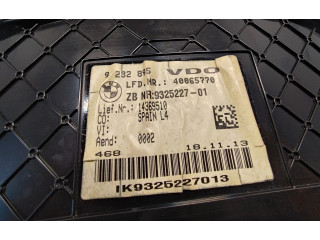 9 232 845 VDO
LFD.NR.: 40065770
ZB NR:9325227-01
Lief.Nr.: 14369510
CO: SPAIN L4
VI:
Aend: 0002
468 18.11.13
IK9325227013